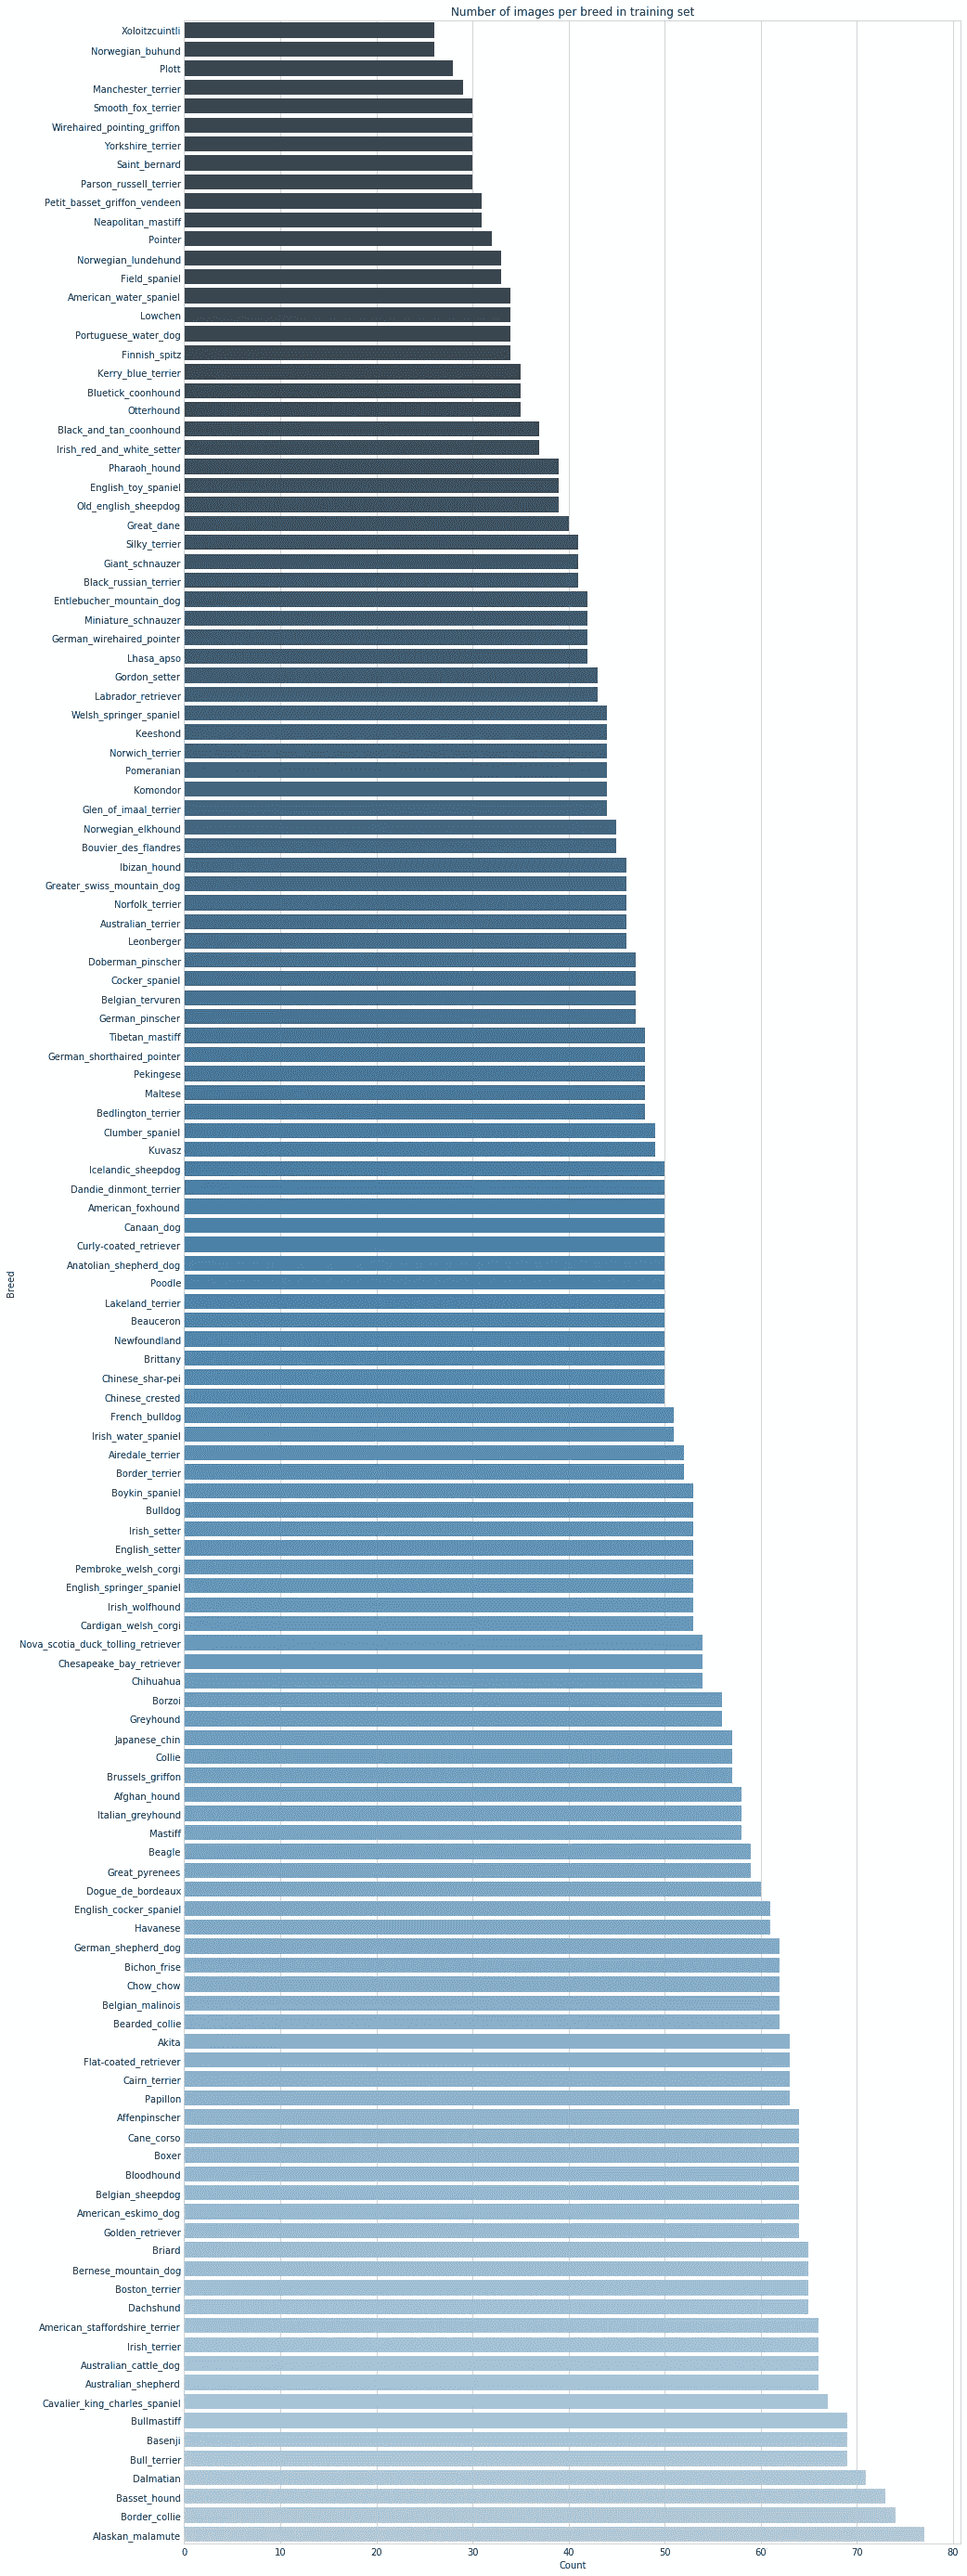 Number of images per breed in training set
Xoloitzcuintli
Norwegian_buhund
Plott
Manchester_terrier
Smooth_fox_terrier
Wirehaired_pointing_griffon
Yorkshire_terrier
Saint_bernard
Parson_russell_terrier
Petit_basset_griffon_vendeen
Neapolitan_mastiff
Pointer
Norwegian_lundehund
Field_spaniel
American_water_spaniel
Lowchen
Portuguese_water_dog
Finnish_spitz
Kerry_blue_terrier
Bluetick_coonhound
Otterhound
Black_and_tan_coonhound
Irish_red_and_white_setter
Pharaoh_hound
English_toy_spaniel
Old_english_sheepdog
Great_dane
Silky_terrier
Giant_schnauzer
Black_russian_terrier
Entlebucher_mountain_dog
Miniature_schnauzer
German_wirehaired_pointer
Lhasa_apso
Gordon_setter
Labrador_retriever
Welsh_springer_spaniel
Keeshond
Norwich_terrier
Pomeranian
Komondor
Glen_of_imaal_terrier
Norwegian_elkhound
Bouvier_des_flandres
Ibizan_hound
Greater_swiss_mountain_dog
Norfolk_terrier
Australian_terrier
Leonberger
Doberman_pinscher
Cocker_spaniel
Belgian_tervuren
German_pinscher
Tibetan_mastiff
German_shorthaired_pointer
Pekingese
Maltese
Bedlington_terrier
Clumber_spaniel
Kuvasz
Icelandic_sheepdog
Dandie_dinmont_terrier
American_foxhound
Canaan_dog
Curly-coated_retriever
Anatolian_shepherd_dog
Poodle
Lakeland_terrier
Beauceron
Newfoundland
Brittany
Chinese_shar-pei
Chinese_crested
French_bulldog
Irish_water_spaniel
Airedale_terrier
Border_terrier
Boykin_spaniel
Bulldog
Irish_setter
English_setter
Pembroke_welsh_corgi
English_springer_spaniel
Irish_wolfhound
Cardigan_welsh_corgi
Nova_scotia_duck_tolling_retriever
Chesapeake_bay_retriever
Chihuahua
Borzoi
Greyhound
Japanese_chin
Collie
Brussels_griffon
Afghan_hound
Italian_greyhound
Mastiff
Beagle
Great_pyrenees
Dogue_de_bordeaux
English_cocker_spaniel
Havanese
German_shepherd_dog
Bichon_frise
Chow_chow
Belgian_malinois
Bearded_collie
Akita
Flat-coated_retriever
Cairn_terrier
Papillon
Affenpinscher
Cane_corso
Boxer
Bloodhound
Belgian_sheepdog
American_eskimo_dog
Golden_retriever
Briard
Bernese_mountain_dog
Boston_terrier
Dachshund
American_staffordshire_terrier
Irish_terrier
Australian_cattle_dog
Australian_shepherd
Cavalier_king_charles_spaniel
Bullmastiff
Basenji
Bull_terrier
Dalmatian
Basset_hound
Border_collie
Alaskan_malamute
Breed
0 10 20 30 40 50 60 70 80
Count